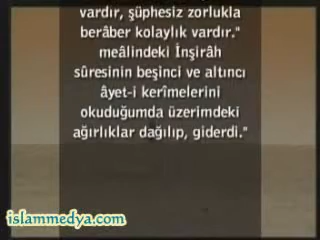 vardır, şüphesiz zorlukla
berâber kolaylık vardır."
meâlindeki İnşirâh
sûresinin beşinci ve altıncı
âyet-i kerîmelerini
okuduğumda üzerimdeki
ağırlıklar dağılıp, giderdi."
islammedya.com